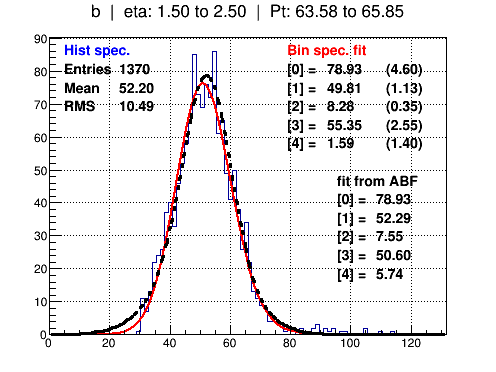 b | eta: 1.50 to 2.50 | Pt: 63.58 to 65.85
Hist spec.
Entries 1370
Mean 52.20
RMS 10.49
Bin spec. fit
[0] = 78.93 (4.60)
[1] = 49.81 (1.13)
[2] = 8.28 (0.35)
[3] = 55.35 (2.55)
[4] = 1.59 (1.40)
fit from ABF
[0] = 78.93
[1] = 52.29
[2] = 7.55
[3] = 50.60
[4] = 5.74
90
80
70
60
50
40
30
20
10
0
0 20 40 60 80 100 120